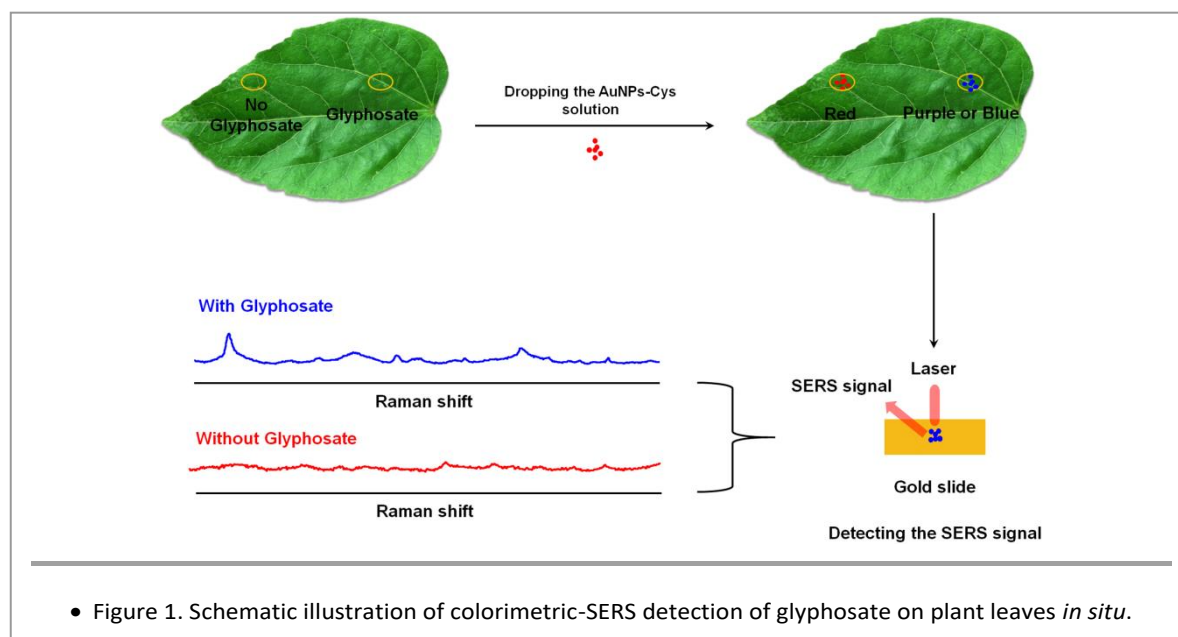 No
Glyphosate
Glyphosate
Dropping the AuNPs-Cys
solution
Red
Purple or Blue
With Glyphosate
Raman shift
Without Glyphosate
Raman shift
Laser
SERS signal
Gold slide
Detecting the SERS signal
• Figure 1. Schematic illustration of colorimetric-SERS detection of glyphosate on plant leaves in situ.